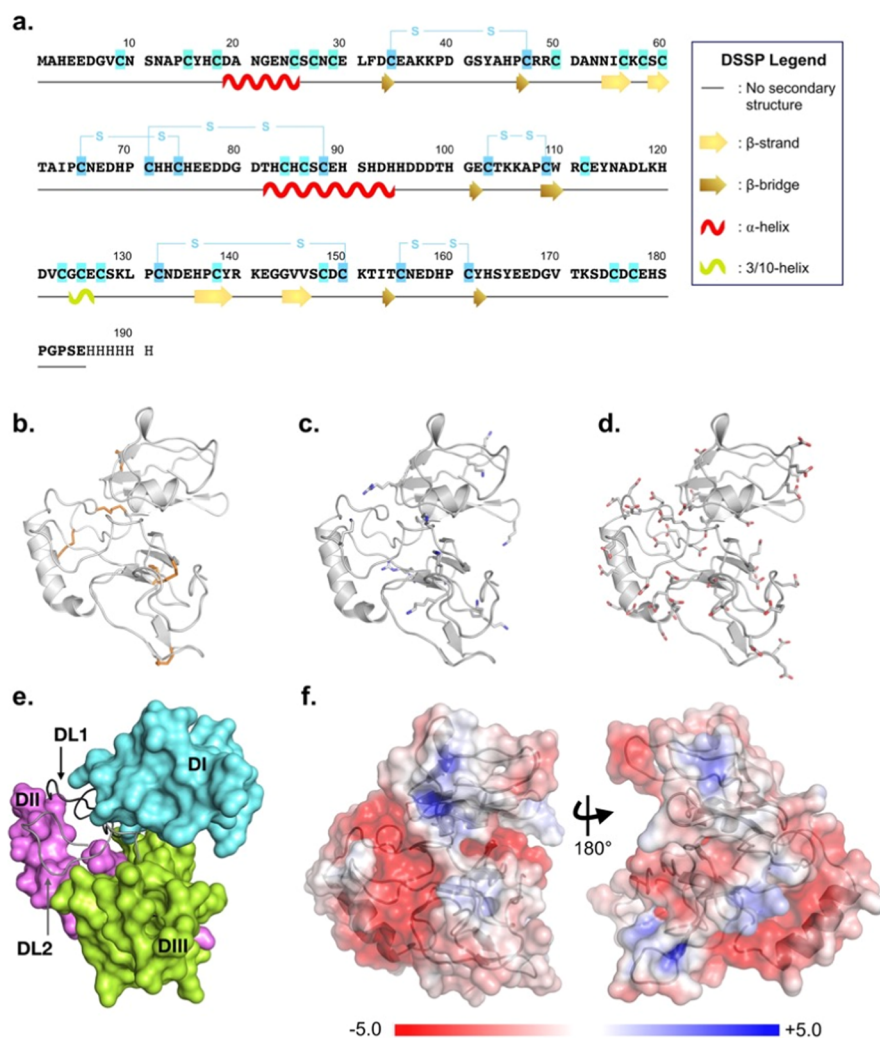 a.
10 20 30 40 50 60
MAHEEDGVCN SNAPCYHCDA NGENCSCNCE LFDCEAKKPD GSYAHPCRRC DANNICKCSC
S S
DSSP Legend
: No secondary structure
: β-strand
: β-bridge
: α-helix
: 3/10-helix
S S S S S S
70 80 90 100 110 120
TAIPCNEDHP CHHCHEEDDG DTHCHCSCEH SHDHHDDDTH GECTKKAPCW RCEYNADLKH
S S S S
130 140 150 160 170 180
DVCGCECSKL PCNDEHPCYR KEGGVVSCDC KTITCNEDHP CYHSYEEDGV TKSDCDCEHS
190
PGPSEHHHHH H
b.
c.
d.
e.
DL1
DI
DII
DL2
DIII
f.
180°
-5.0
+5.0